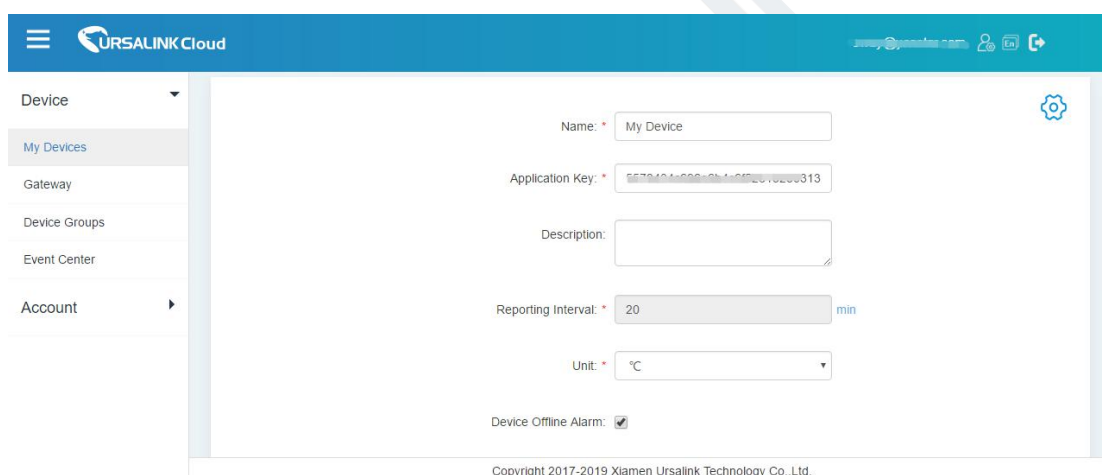 URSALINK Cloud
En
Device
My Devices
Gateway
Device Groups
Event Center
Account
Name: * My Device
Application Key: * 313
Description:
Reporting Interval: * 20 min
Unit: * °C
Device Offline Alarm:
Copyright 2017-2019 Xiamen Ursalink Technology Co.,Ltd.